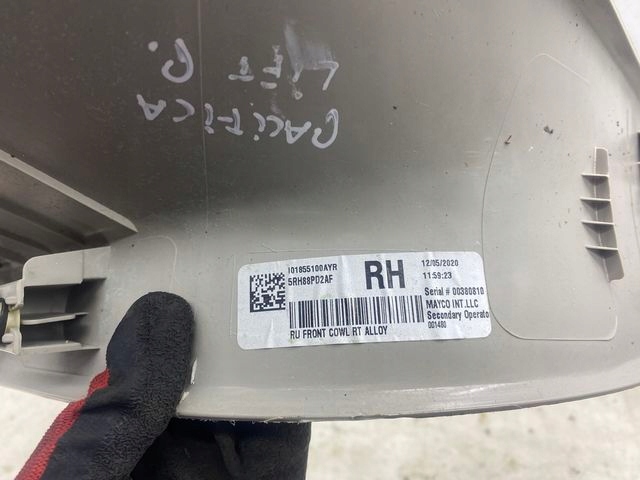 PACIFICA
LIFT P.
I01855100AYR
5RH88PD2AF
RH
12/05/2020
11:59:23
Serial # 00380810
MAYCO INT.LLC
Secondary Operato
001480
RU FRONT COWL RT ALLOY